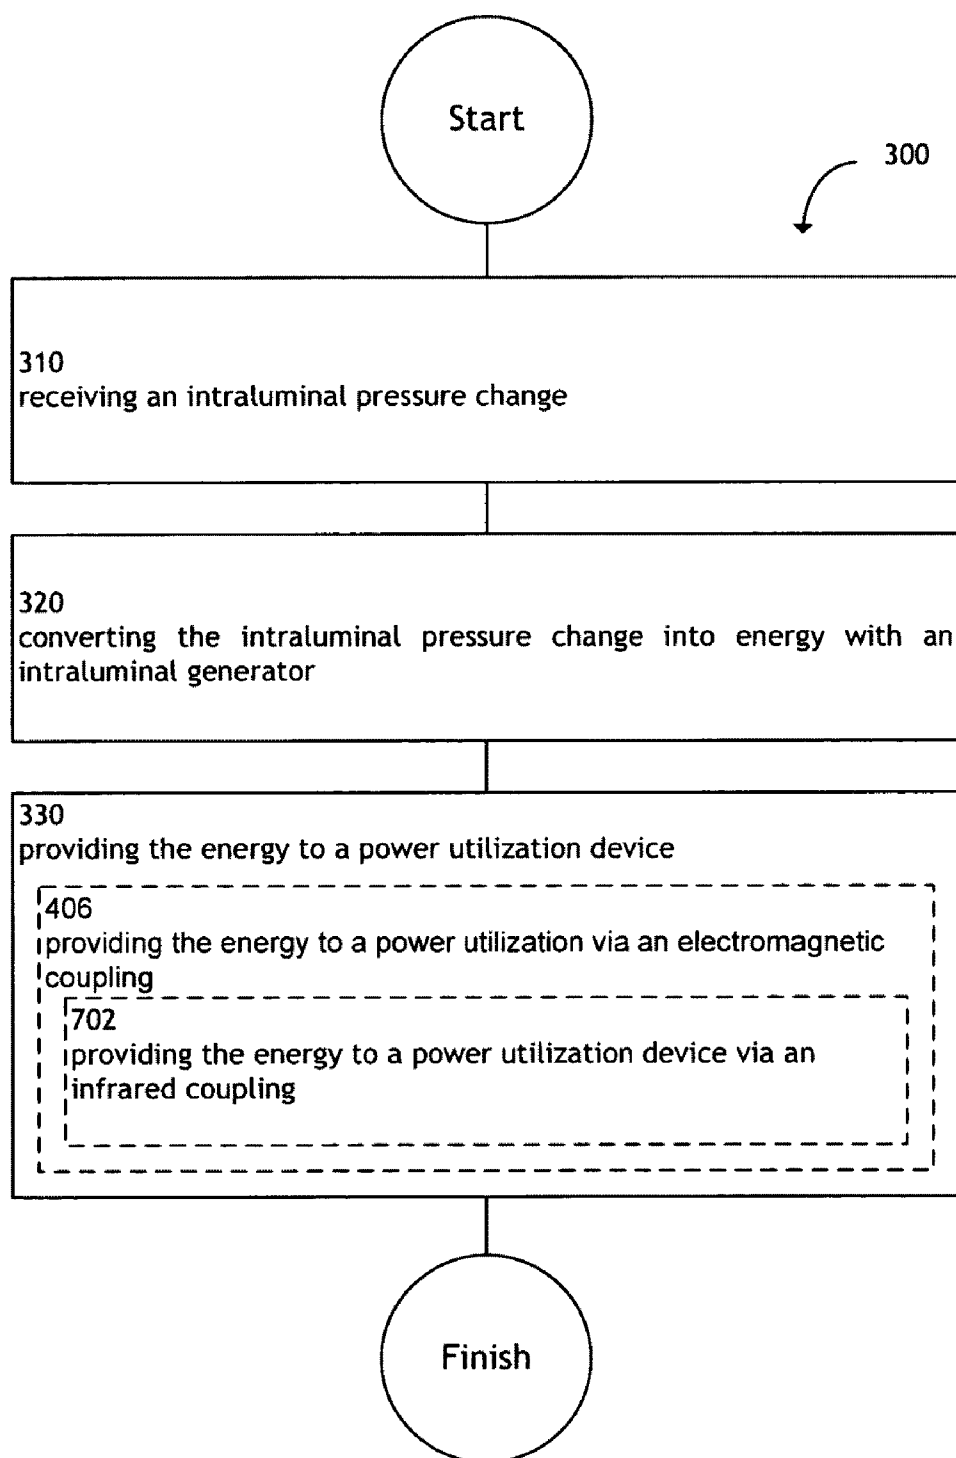 Start
300
310
receiving an intraluminal pressure change
320
converting the intraluminal pressure change into energy with an
intraluminal generator
330
providing the energy to a power utilization device
406
providing the energy to a power utilization via an electromagnetic
coupling
702
providing the energy to a power utilization device via an
infrared coupling
Finish